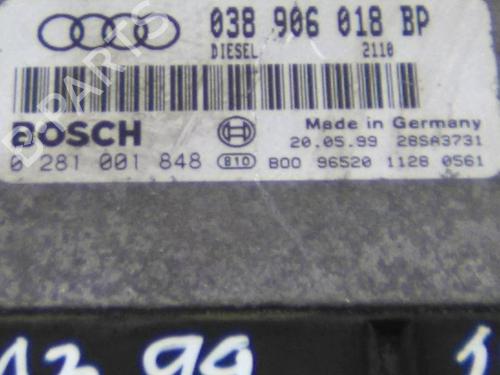 038 906 018 BP
DIESEL 2110
BOSCH
Made in Germany
20.05.99 28SA3731
0 281 001 848 810 B00 96520 1128 0561